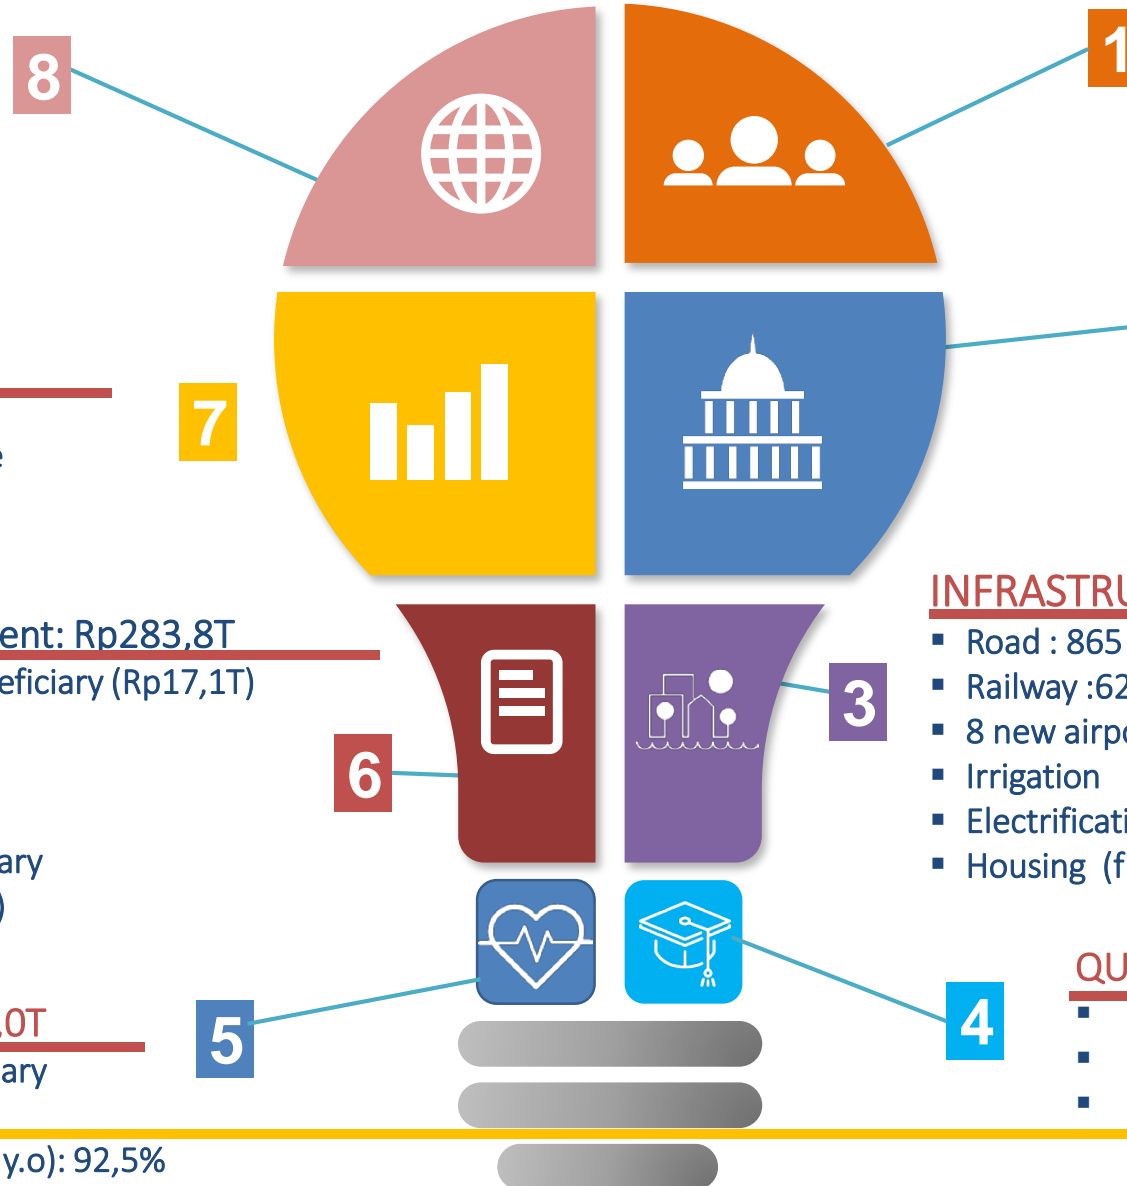 8
1
7
e
ent: Rp283,8T
eficiary (Rp17,1T)
6
ary
)
,0T
ary
5
y.o): 92,5%
3
INFRASTRU
▪ Road : 865
▪ Railway :62
▪ 8 new airpo
▪ Irrigation
▪ Electrificati
▪ Housing (f
4
QU